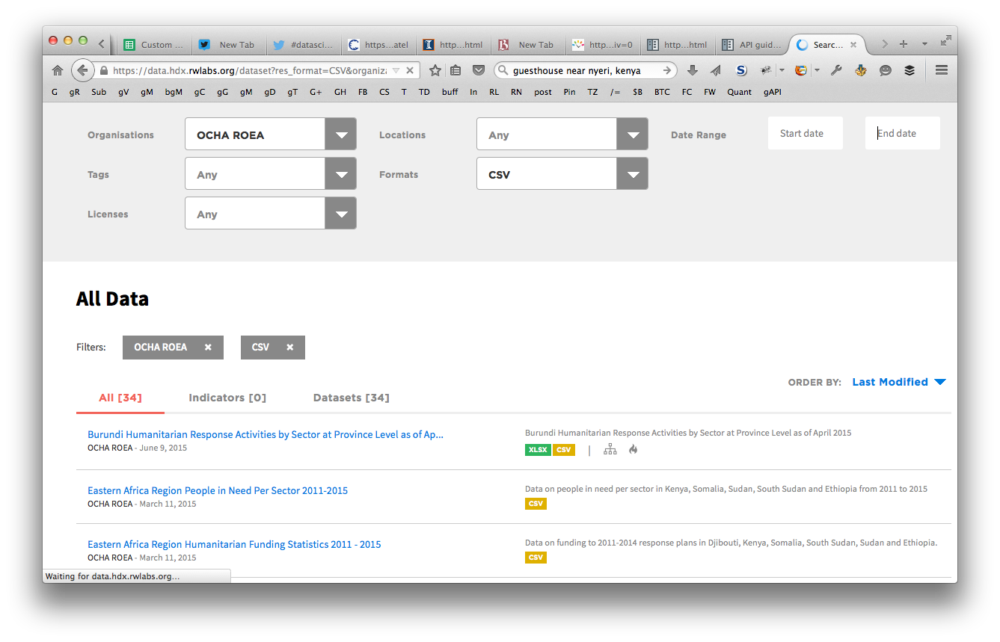 Custom ...
New Tab
#datasci...
https...atel
http...html
New Tab
http...iv=0
http...html
API guid...
Searc...
https://data.hdx.rwlabs.org/dataset?res_format=CSV&organiz
guesthouse near nyeri, kenya
G gR Sub gV gM bgM gC gG gM gD gT G+ GH FB CS T TD buff In RL RN post Pin TZ /= $B BTC FC FW Quant gAPI
Organisations OCHA ROEA Locations Any Date Range Start date End date
Tags Any Formats CSV
Licenses Any
All Data
Filters: OCHA ROEA CSV
ORDER BY: Last Modified
All [34] Indicators [0] Datasets [34]
Burundi Humanitarian Response Activities by Sector at Province Level as of Ap...
OCHA ROEA - June 9, 2015
Burundi Humanitarian Response Activities by Sector at Province Level as of April 2015
XLSX CSV
Eastern Africa Region People in Need Per Sector 2011-2015
OCHA ROEA - March 11, 2015
Data on people in need per sector in Kenya, Somalia, Sudan, South Sudan and Ethiopia from 2011 to 2015
CSV
Eastern Africa Region Humanitarian Funding Statistics 2011 - 2015
OCHA ROEA - March 11, 2015
Data on funding to 2011-2014 response plans in Djibouti, Kenya, Somalia, South Sudan, Sudan and Ethiopia.
CSV
Waiting for data.hdx.rwlabs.org...